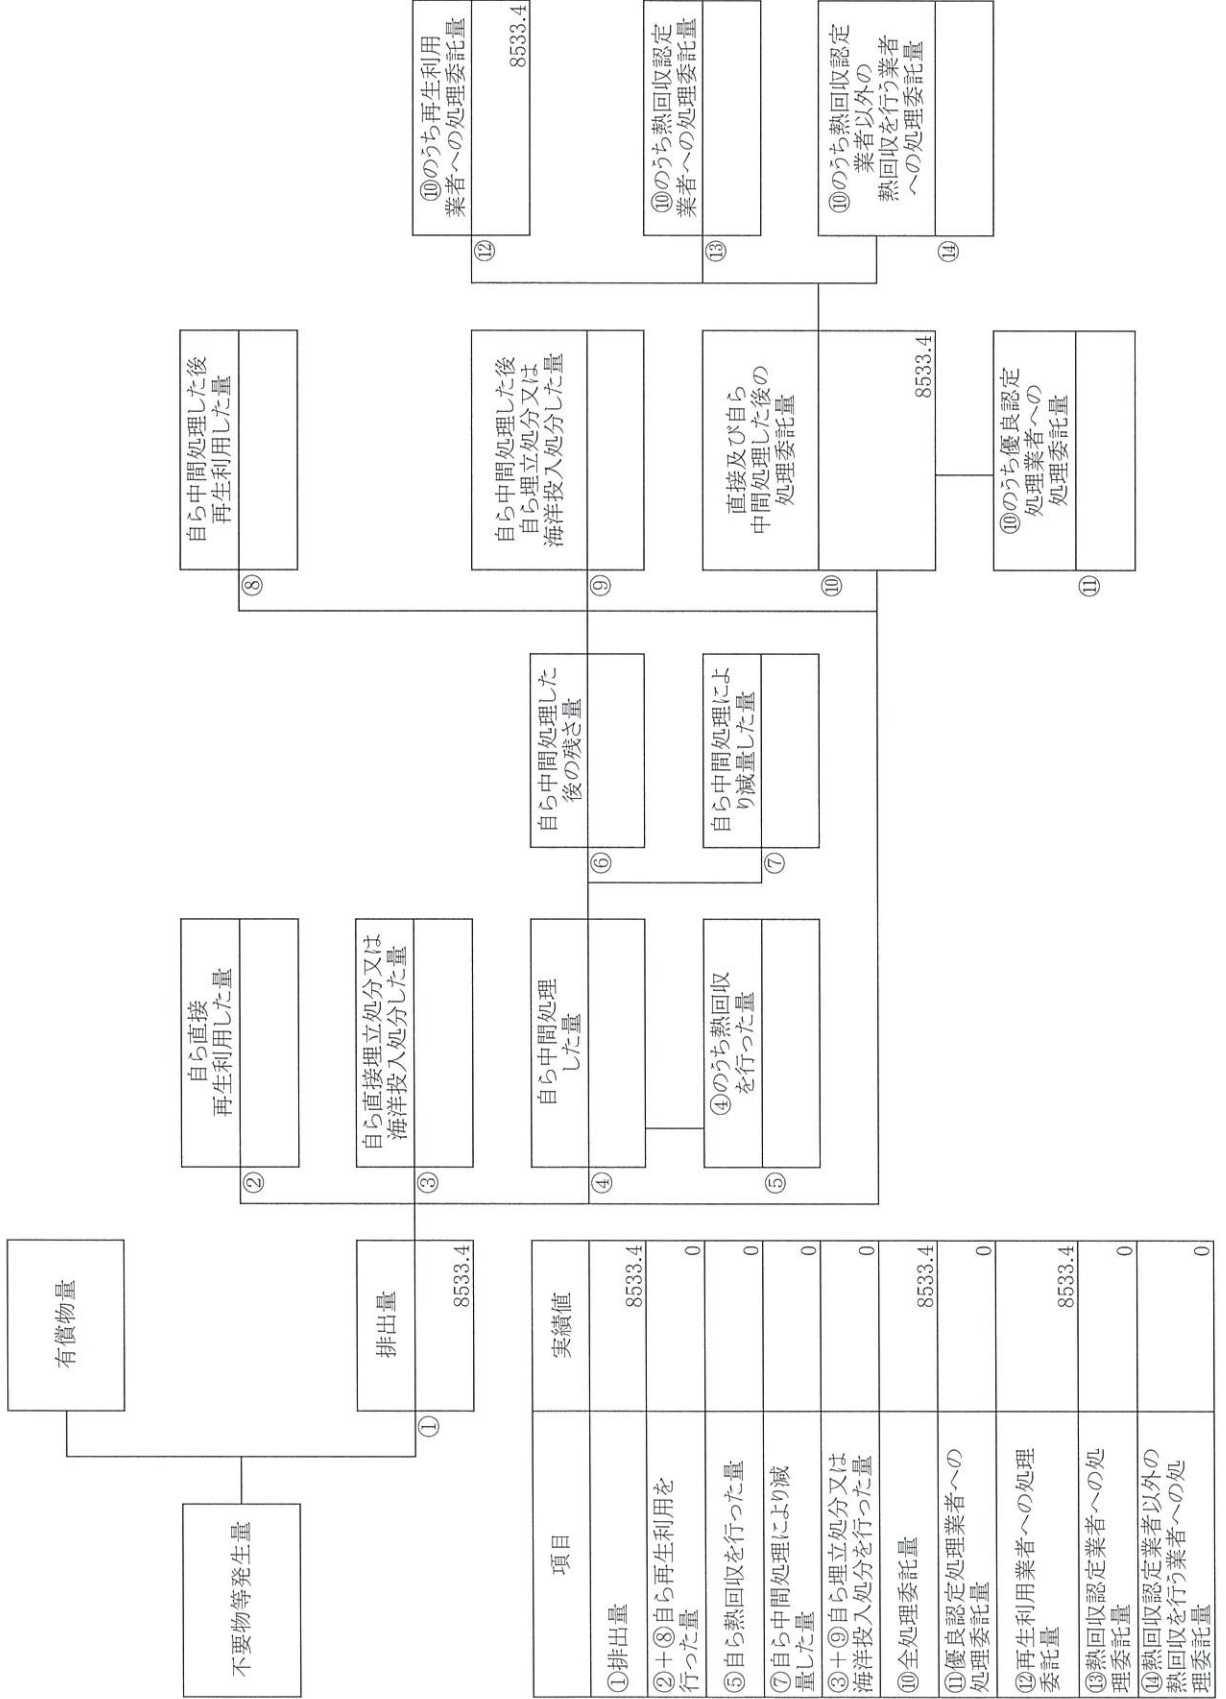 不要物等発生量
有償物量
①
排出量
8533.4
②
自ら直接
再生利用した量
③
自ら直接埋立処分又は
海洋投入処分した量
④
自ら中間処理
した量
⑤
④のうち熱回収
を行った量
⑥
自ら中間処理した
後の残さ量
⑦
自ら中間処理によ
り減量した量
⑧
自ら中間処理した後
再生利用した量
⑨
自ら中間処理した後
自ら埋立処分又は
海洋投入処分した量
⑩
直接及び自ら
中間処理した後の
処理委託量
8533.4
⑪
⑩のうち優良認定
処理業者への
処理委託量
⑫
⑩のうち再生利用
業者への処理委託量
8533.4
⑬
⑩のうち熱回収認定
業者への処理委託量
⑭
⑩のうち熱回収認定
業者以外の
熱回収を行う業者
への処理委託量
項目 実績値
①排出量 8533.4
②＋⑧自ら再生利用を
行った量 0
⑤自ら熱回収を行った量 0
⑦自ら中間処理により減
量した量 0
③＋⑨自ら埋立処分又は
海洋投入処分を行った量 0
⑩全処理委託量 8533.4
⑪優良認定処理業者への
処理委託量 0
⑫再生利用業者への処理
委託量 8533.4
⑬熱回収認定業者への処
理委託量 0
⑭熱回収認定業者以外の
熱回収を行う業者への処
理委託量 0